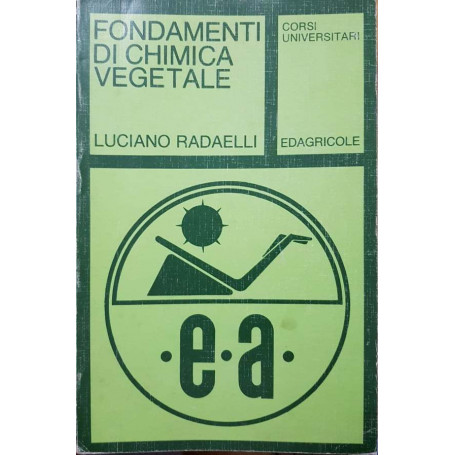 FONDAMENTI
DI CHIMICA
VEGETALE
LUCIANO RADAELLI
CORSI
UNIVERSITARI
EDAGRICOLE
·e·a·